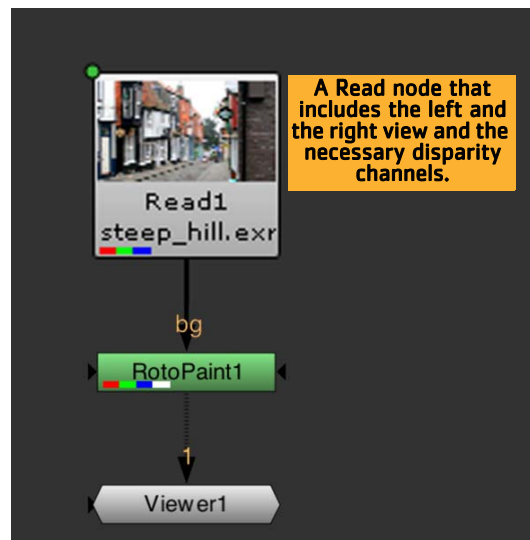 A Read node that
includes the left and
the right view and the
necessary disparity
channels.
Read1
steep_hill.exr
bg
RotoPaint1
1
Viewer1